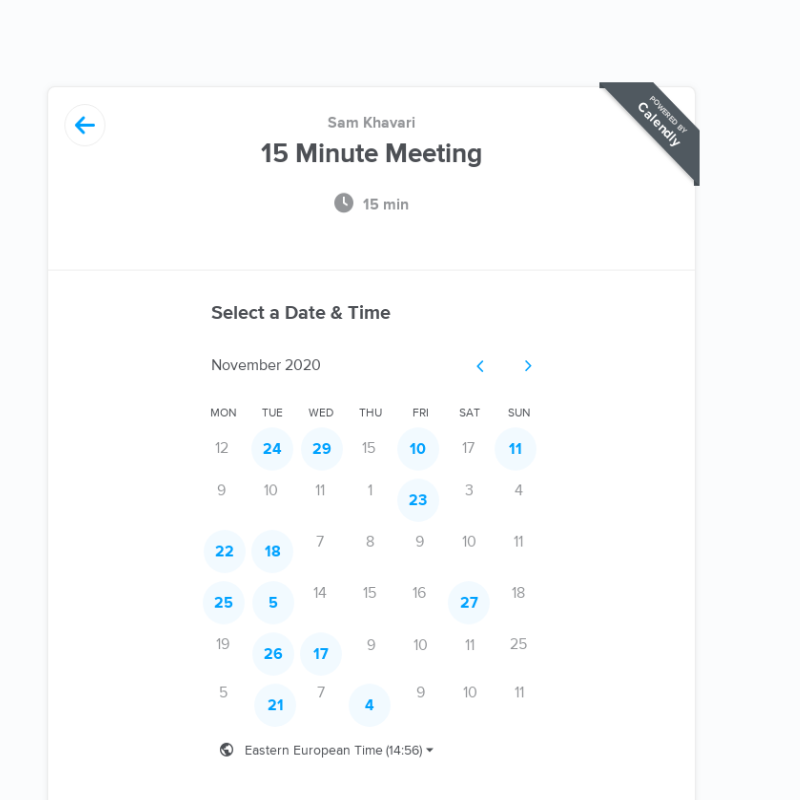 POWERED BY
Calendly
Sam Khavari
15 Minute Meeting
15 min
Select a Date & Time
November 2020
MON TUE WED THU FRI SAT SUN
12 24 29 15 10 17 11
9 10 11 1 23 3 4
22 18 7 8 9 10 11
25 5 14 15 16 27 18
19 26 17 9 10 11 25
5 21 7 4 9 10 11
Eastern European Time (14:56)